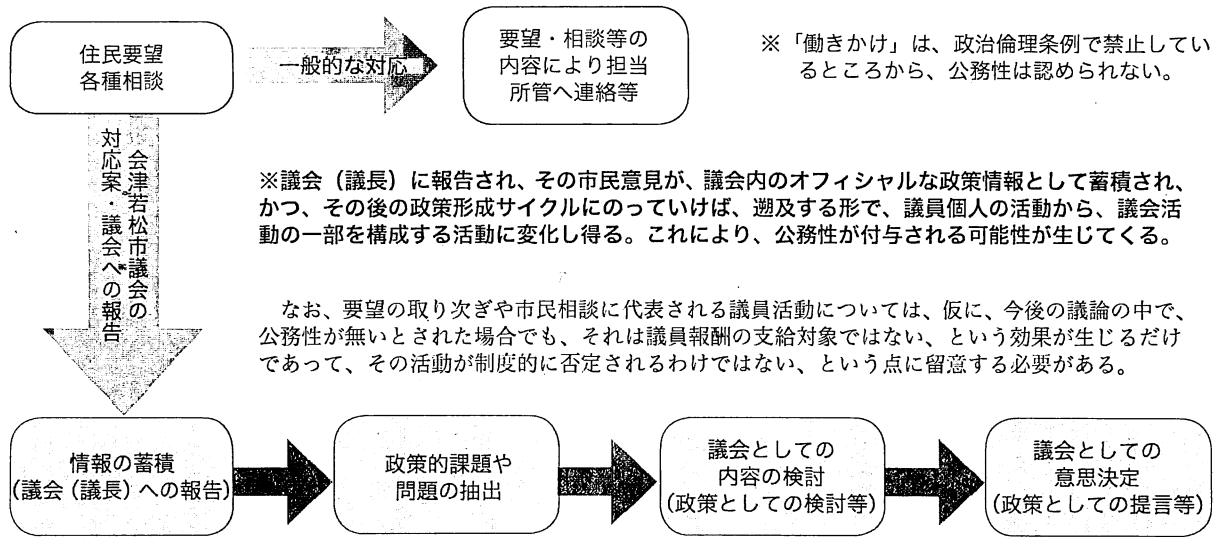 住民要望
各種相談
一般的な対応
要望・相談等の
内容により担当
所管へ連絡等
※「働きかけ」は、政治倫理条例で禁止してい
るところから、公務性は認められない。
会津若松市議会の
対応案・議会への報告
※議会（議長）に報告され、その市民意見が、議会内のオフィシャルな政策情報として蓄積され、
かつ、その後の政策形成サイクルにのっていけば、遡及する形で、議員個人の活動から、議会活
動の一部を構成する活動に変化し得る。これにより、公務性が付与される可能性が生じてくる。
なお、要望の取り次ぎや市民相談に代表される議員活動については、仮に、今後の議論の中で、
公務性が無いとされた場合でも、それは議員報酬の支給対象ではない、という効果が生じるだけ
であって、その活動が制度的に否定されるわけではない、という点に留意する必要がある。
情報の蓄積
(議会（議長）への報告)
政策的課題や
問題の抽出
議会としての
内容の検討
(政策としての検討等)
議会としての
意思決定
(政策としての提言等)